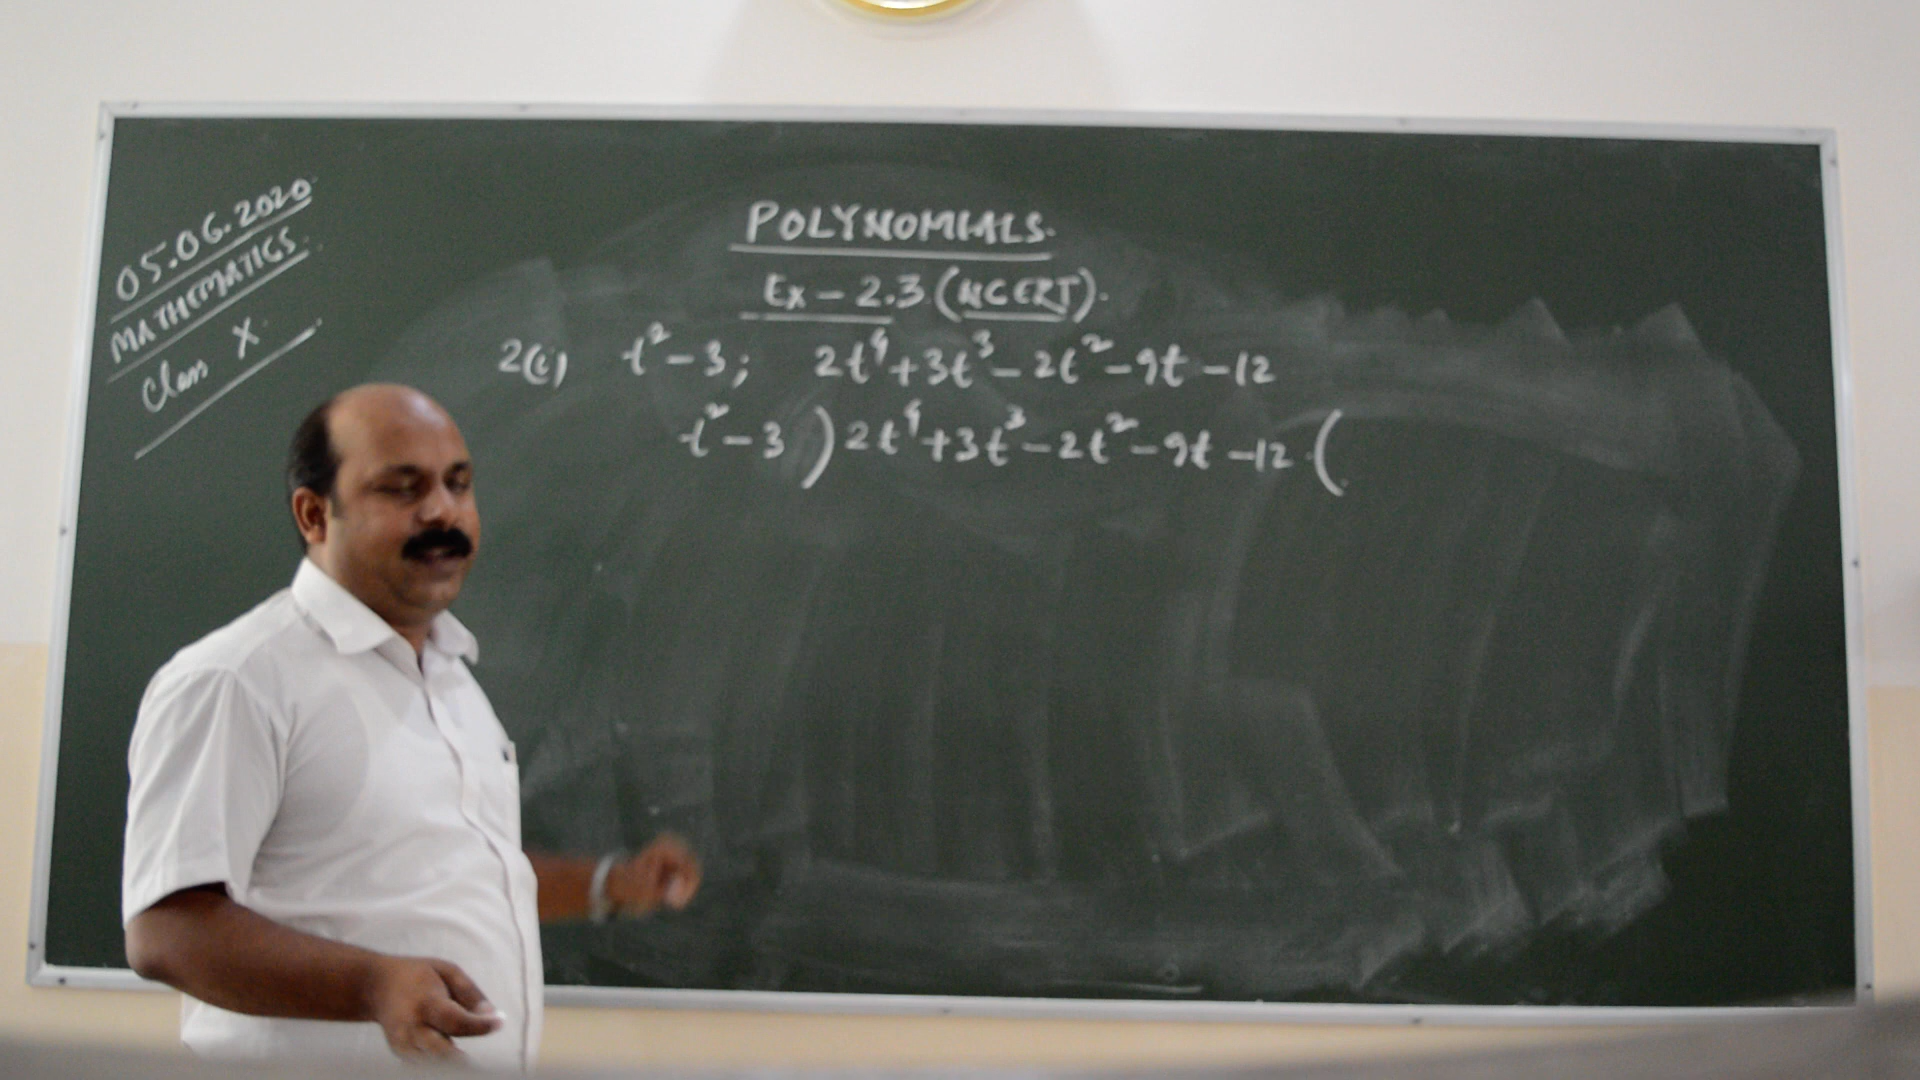 05.06.2020
MATHEMATICS.
Class X.
POLYNOMIALS.
Ex - 2.3 (NCERT).
2(i) t²-3; 2t⁴+3t³-2t²-9t-12
t²-3)2t⁴+3t³-2t²-9t-12(